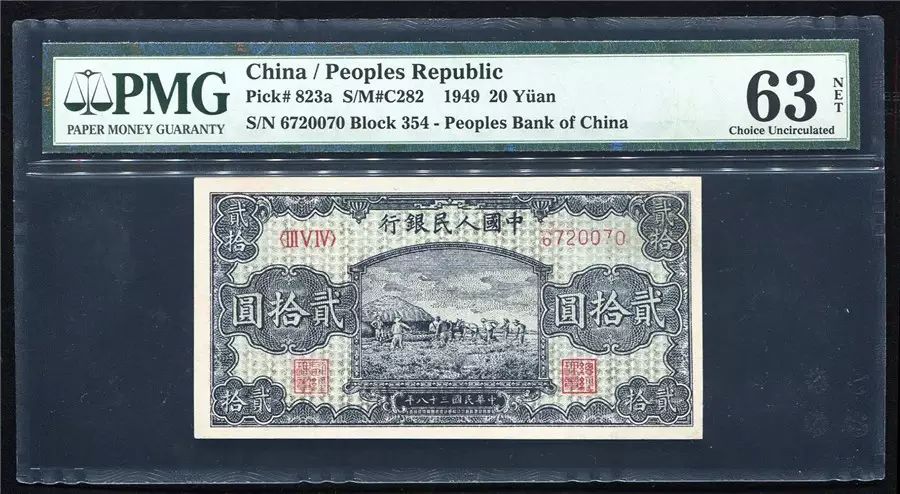 PMG
PAPER MONEY GUARANTY
China / Peoples Republic
Pick# 823a S/M#C282 1949 20 Yüan
S/N 6720070 Block 354 - Peoples Bank of China
63
NET
Choice Uncirculated
貳拾
行銀民人國中
貳拾
〈III V IV〉
6720070
圓拾貳
圓拾貳
拾貳
年八十三國民華中
拾貳